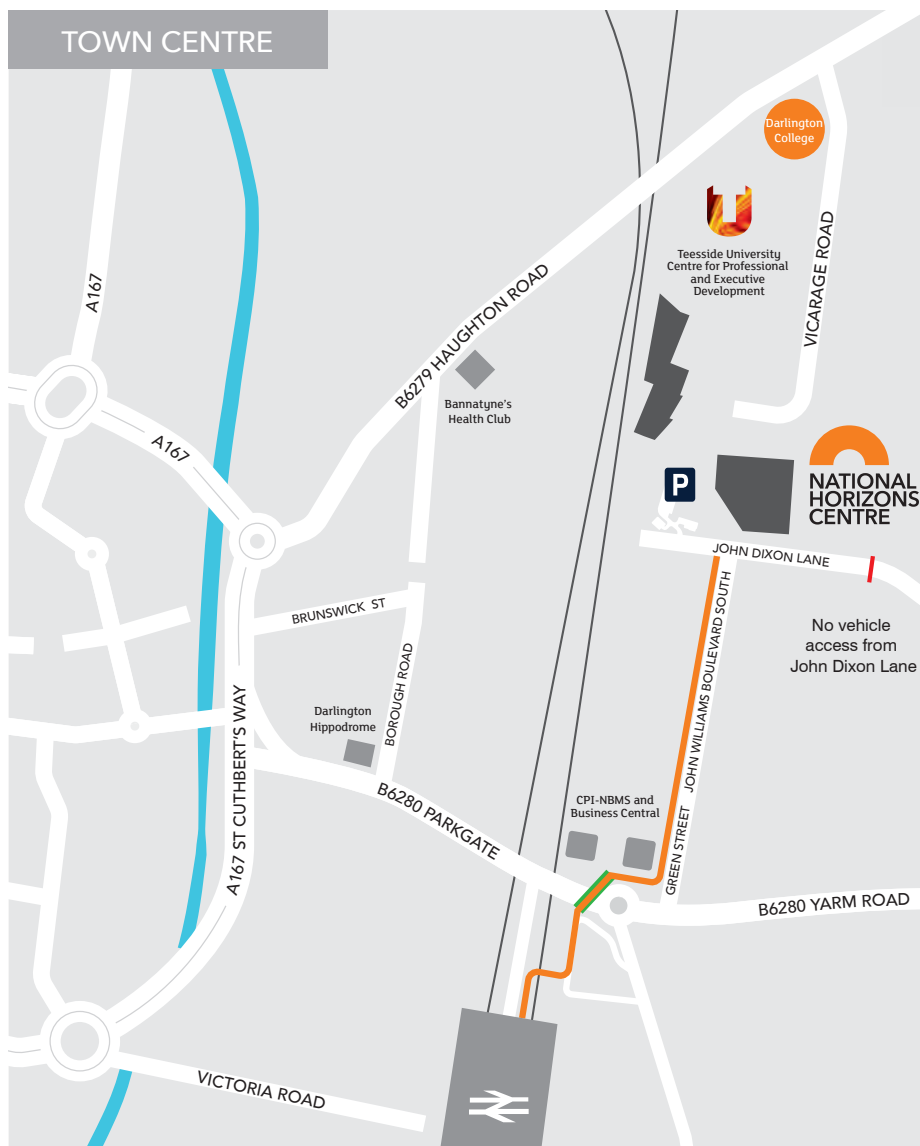 TOWN CENTRE
Darlington
College
Teesside University
Centre for Professional
and Executive
Development
VICARAGE ROAD
A167
B6279 HAUGHTON ROAD
Bannatyne's
Health Club
A167
P
NATIONAL
HORIZONS
CENTRE
JOHN DIXON LANE
BRUNSWICK ST
No vehicle
access from
John Dixon Lane
JOHN WILLIAMS BOULEVARD SOUTH
BOROUGH ROAD
Darlington
Hippodrome
A167 ST CUTHBERT'S WAY
B6280 PARKGATE
CPI-NBMS and
Business Central
GREEN STREET
B6280 YARM ROAD
VICTORIA ROAD